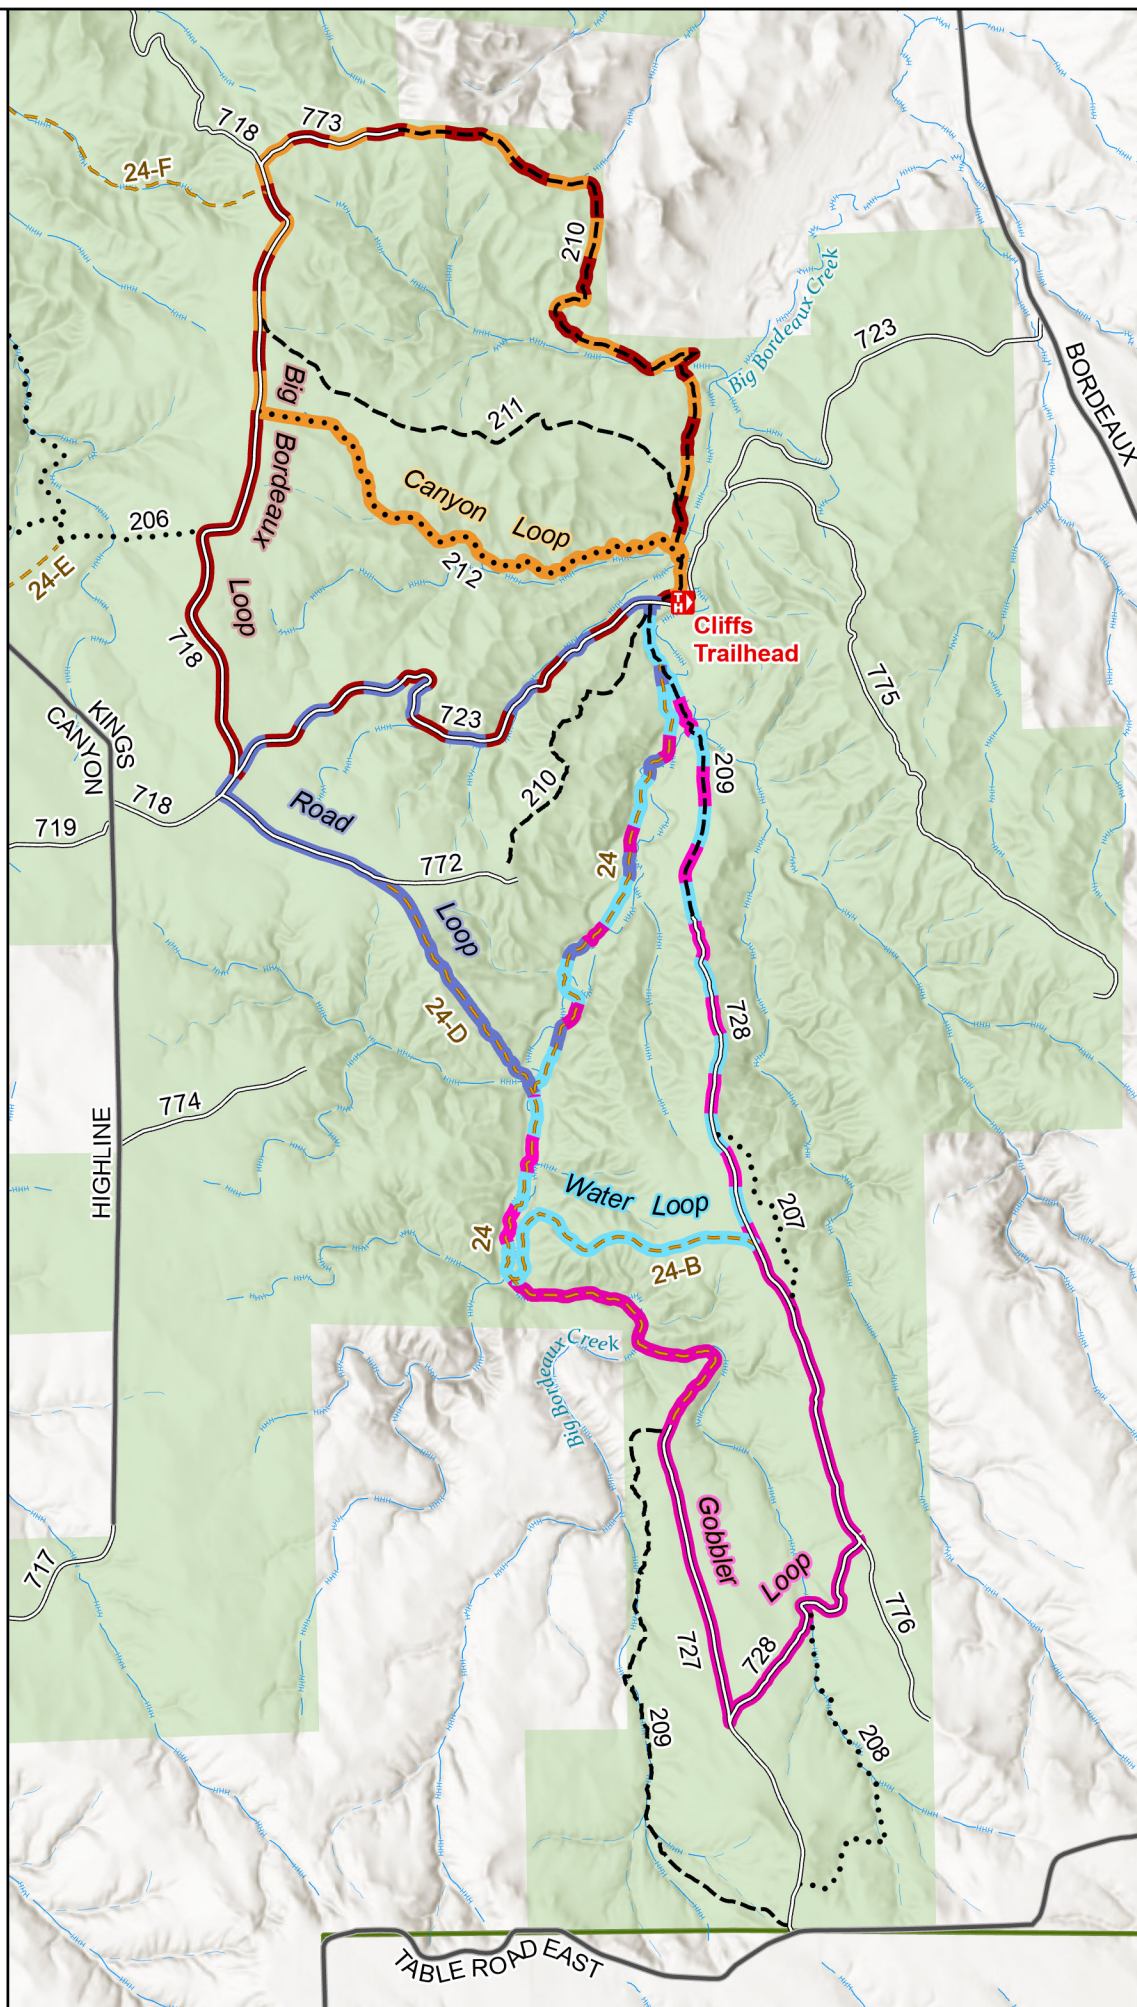 718
773
24-F
210
Big Bordeaux Creek
723
BORDEAUX
Big Bordeaux Loop
211
Canyon Loop
206
24-E
212
Cliffs
Trailhead
TH
718
775
KINGS
CANYON
723
209
210
718
719
Road Loop
772
24
24-D
728
774
HIGHLINE
Water Loop
207
24
24-B
Big Bordeaux Creek
Gobbler Loop
717
776
727
728
209
208
TABLE ROAD EAST